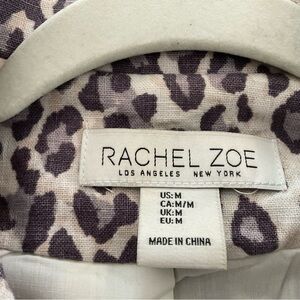 RACHEL ZOE
LOS ANGELES NEW YORK
US: M
CA: M/M
UK: M
EU: M
MADE IN CHINA